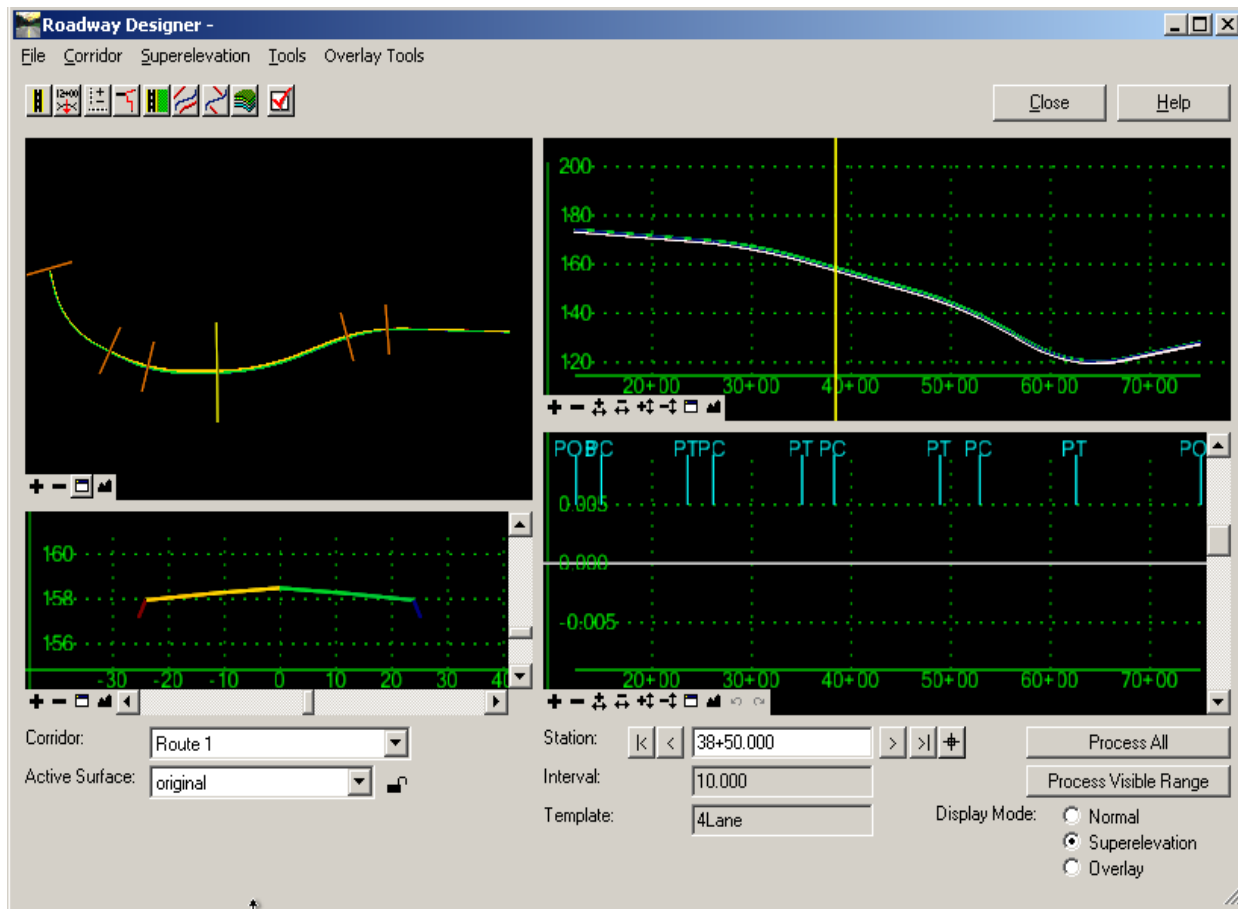 Roadway Designer -
File Corridor Superelevation Tools Overlay Tools
12+00
Close Help
200
180
160
140
120
20+00 30+00 40+00 50+00 60+00 70+00
POB PC PT PC PT PC PT PC PT PO
0.005
0.000
-0.005
20+00 30+00 40+00 50+00 60+00 70+00
160
158
156
-30 -20 -10 0 10 20 30 40
Corridor: Route 1
Active Surface: original
Station: |< < 38+50.000 > >|
Interval: 10.000
Template: 4Lane
Process All
Process Visible Range
Display Mode: Normal
Superelevation
Overlay